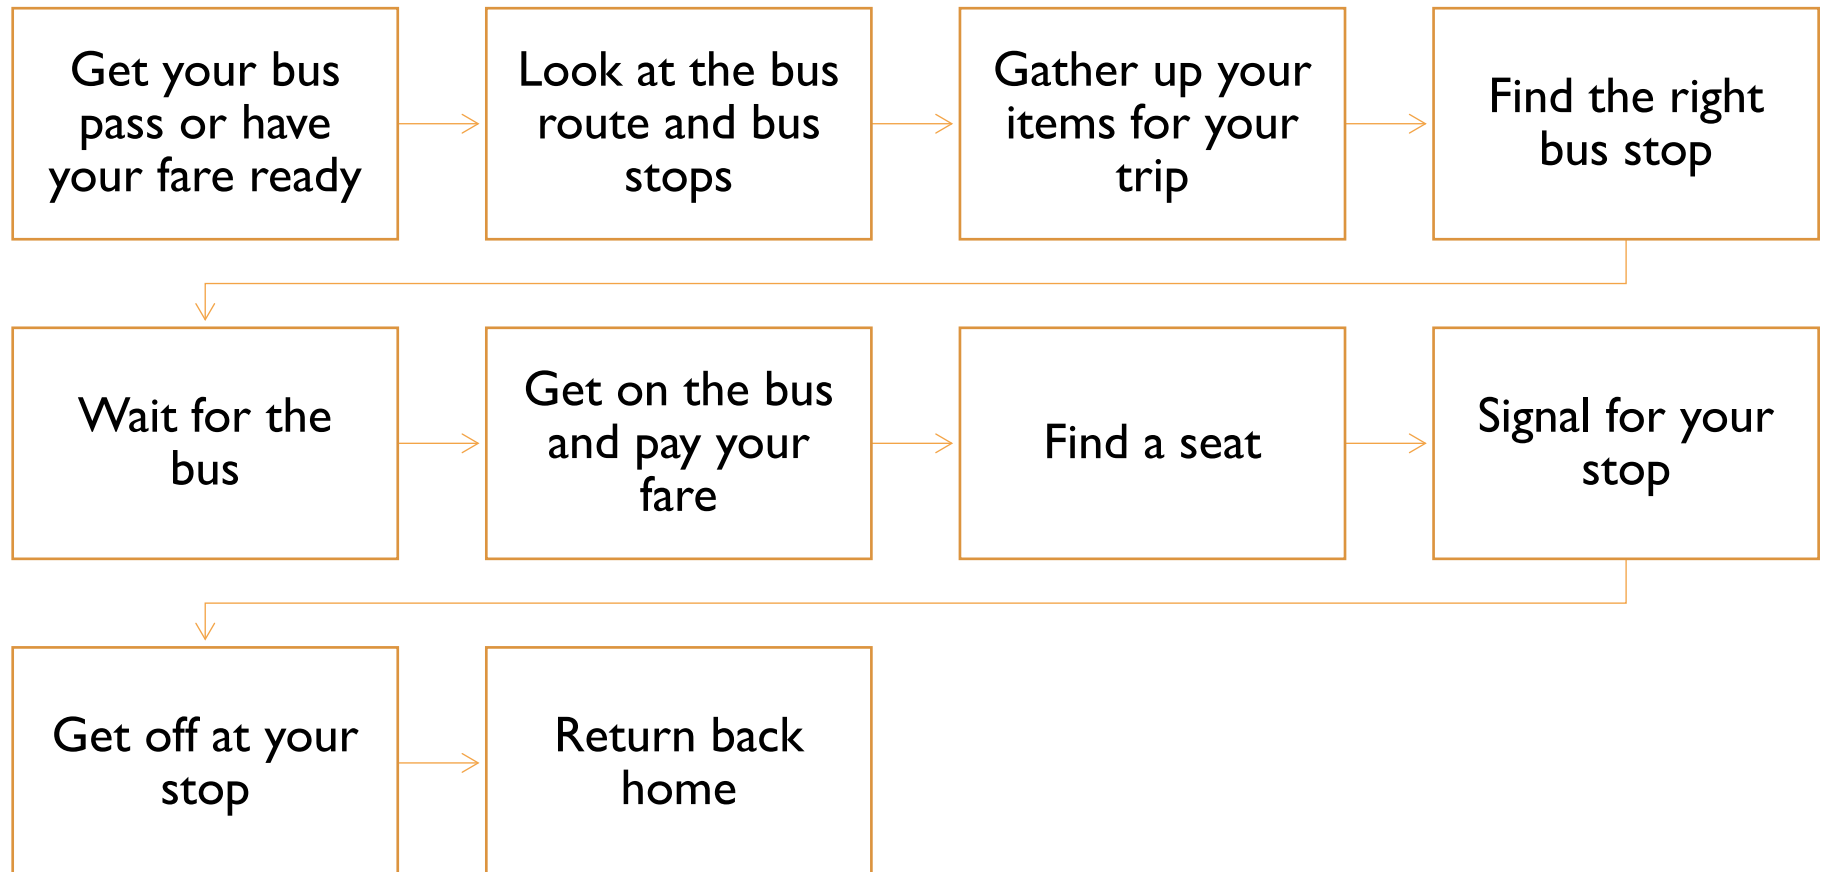 Get your bus
pass or have
your fare ready
Look at the bus
route and bus
stops
Gather up your
items for your
trip
Find the right
bus stop
Wait for the
bus
Get on the bus
and pay your
fare
Find a seat
Signal for your
stop
Get off at your
stop
Return back
home